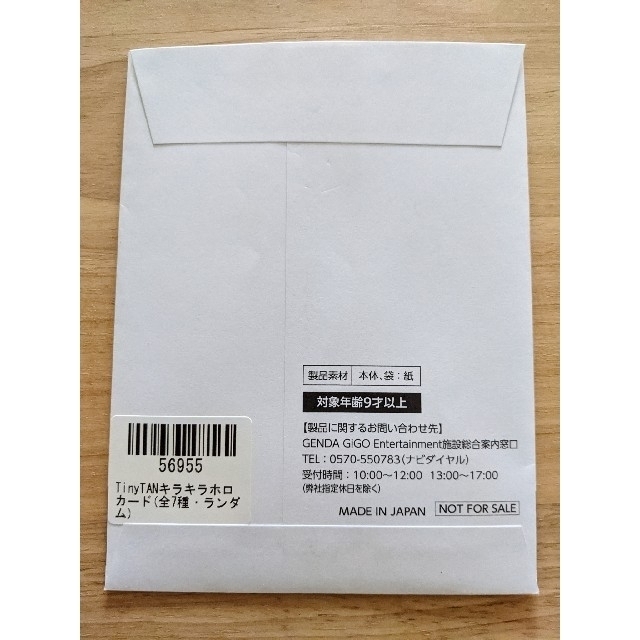 製品素材 本体、袋：紙
対象年齢9才以上
【製品に関するお問い合わせ先】
GENDA GiGO Entertainment施設総合案内窓口
TEL：0570-550783(ナビダイヤル)
受付時間：10:00〜12:00 13:00〜17:00
(弊社指定休日を除く)
MADE IN JAPAN NOT FOR SALE
56955
TinyTANキラキラホロ
カード(全7種・ランダ
ム)